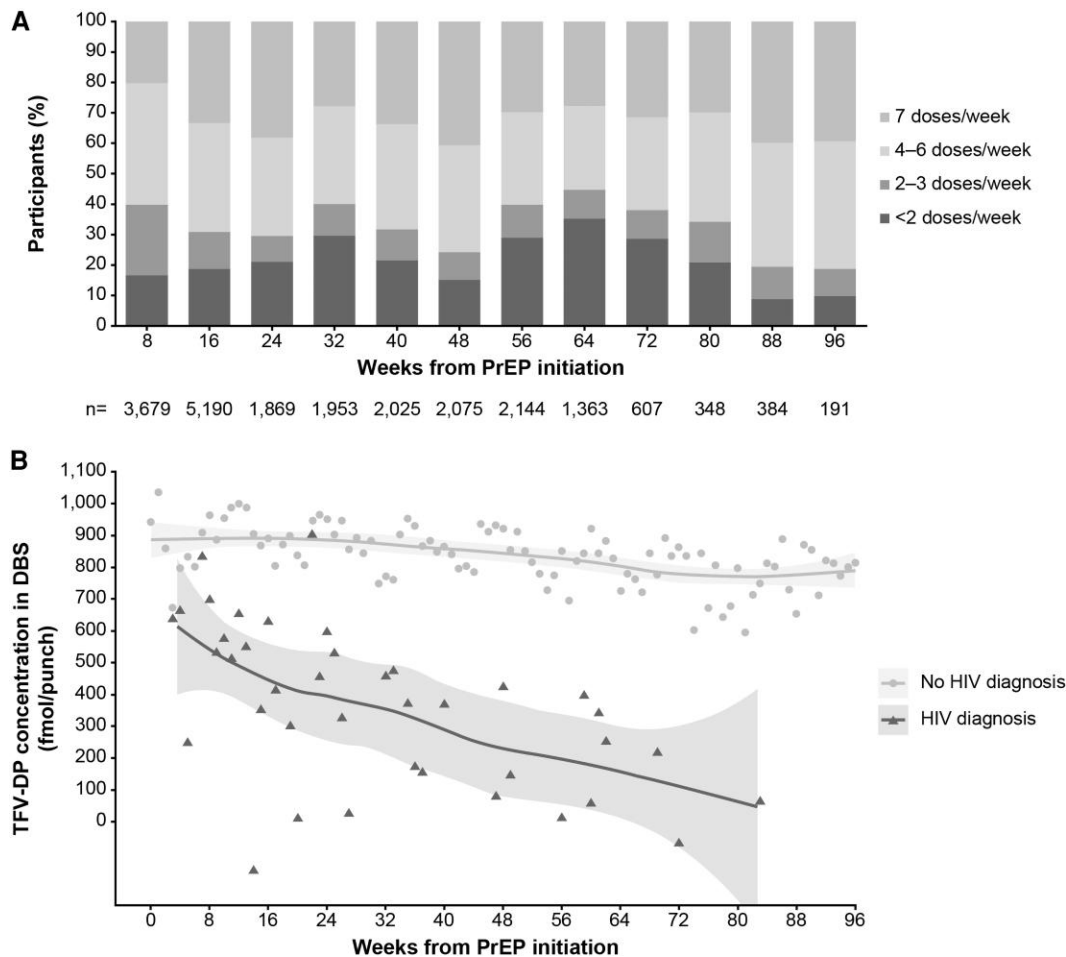 A
100
90
80
70
60
50
40
30
20
10
0
Participants (%)
7 doses/week
4–6 doses/week
2–3 doses/week
<2 doses/week
8 16 24 32 40 48 56 64 72 80 88 96
Weeks from PrEP initiation
n= 3,679 5,190 1,869 1,953 2,025 2,075 2,144 1,363 607 348 384 191
B
1,100
1,000
900
800
700
600
500
400
300
200
100
0
TFV-DP concentration in DBS
(fmol/punch)
No HIV diagnosis
HIV diagnosis
0 8 16 24 32 40 48 56 64 72 80 88 96
Weeks from PrEP initiation